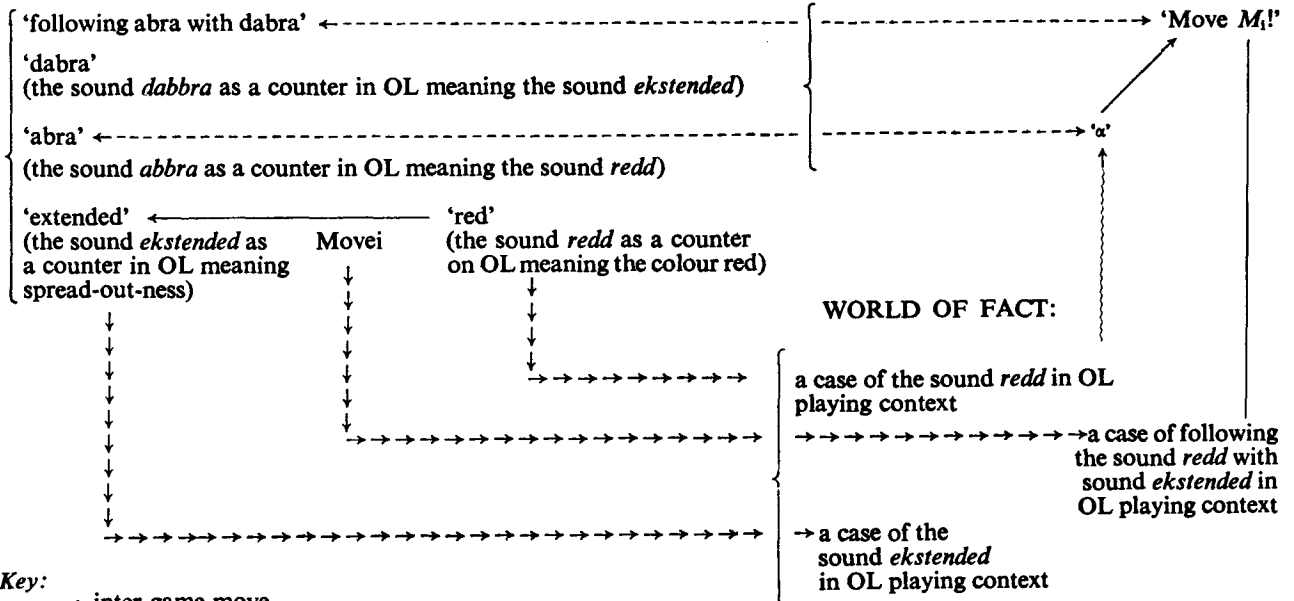 ‘following abra with dabra’ ‘Move M₁!’
‘dabra’
(the sound dabbra as a counter in OL meaning the sound ekstended)
‘abra’ ‘α’
(the sound abbra as a counter in OL meaning the sound redd)
‘extended’ ‘red’
(the sound ekstended as Movei (the sound redd as a counter
a counter in OL meaning on OL meaning the colour red)
spread-out-ness)
WORLD OF FACT:
a case of the sound redd in OL
playing context
a case of following
the sound redd with
sound ekstended in
OL playing context
a case of the
sound ekstended
in OL playing context
Key:
inter-game move